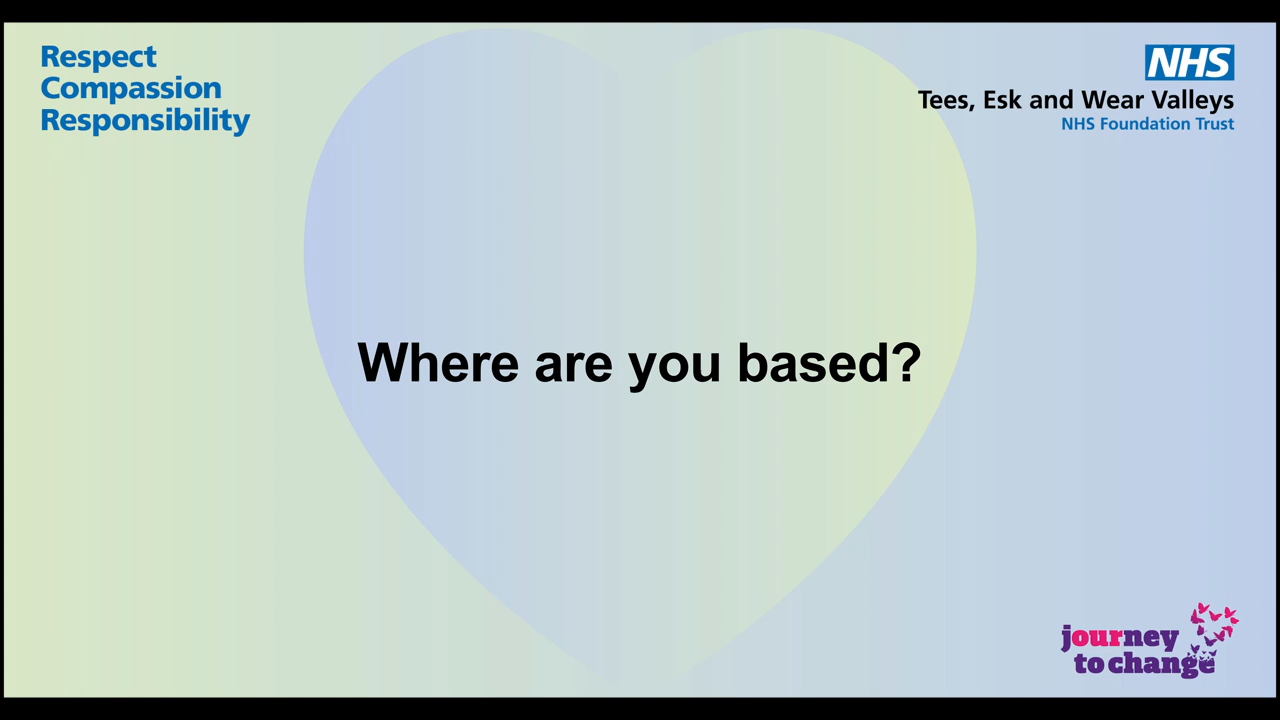 Respect
Compassion
Responsibility
NHS
Tees, Esk and Wear Valleys
NHS Foundation Trust
Where are you based?
journey
to change